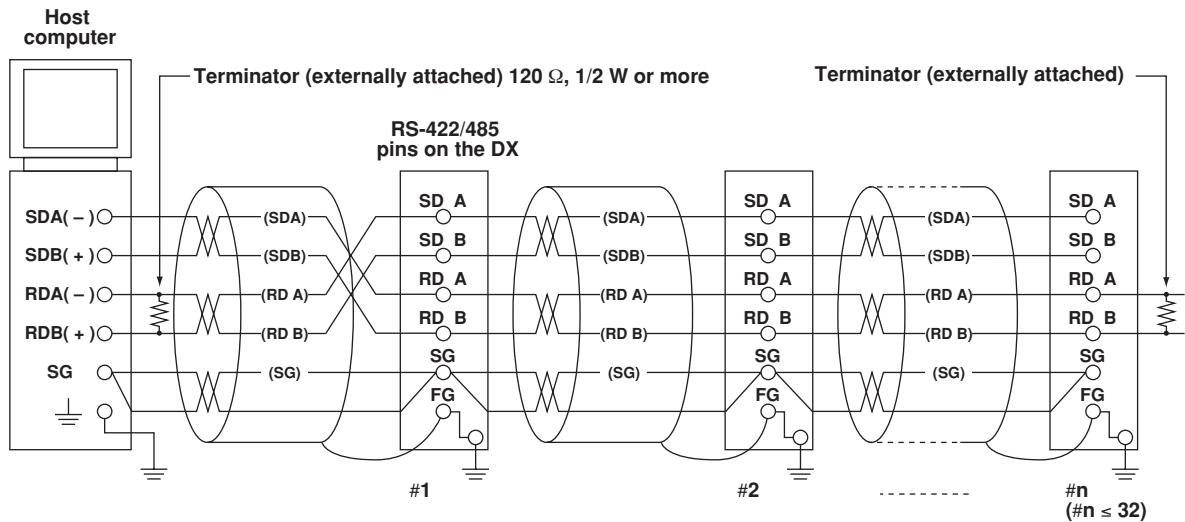 Host
computer
Terminator (externally attached) 120 Ω, 1/2 W or more
Terminator (externally attached)
RS-422/485
pins on the DX
SDA( – )
SDB( + )
RDA( – )
RDB( + )
SG
(SDA)
(SDB)
(RD A)
(RD B)
(SG)
SD A
SD B
RD A
RD B
SG
FG
#1
(SDA)
(SDB)
(RD A)
(RD B)
(SG)
SD A
SD B
RD A
RD B
SG
FG
#2
(SDA)
(SDB)
(RD A)
(RD B)
(SG)
SD A
SD B
RD A
RD B
SG
FG
#n
(#n ≤ 32)